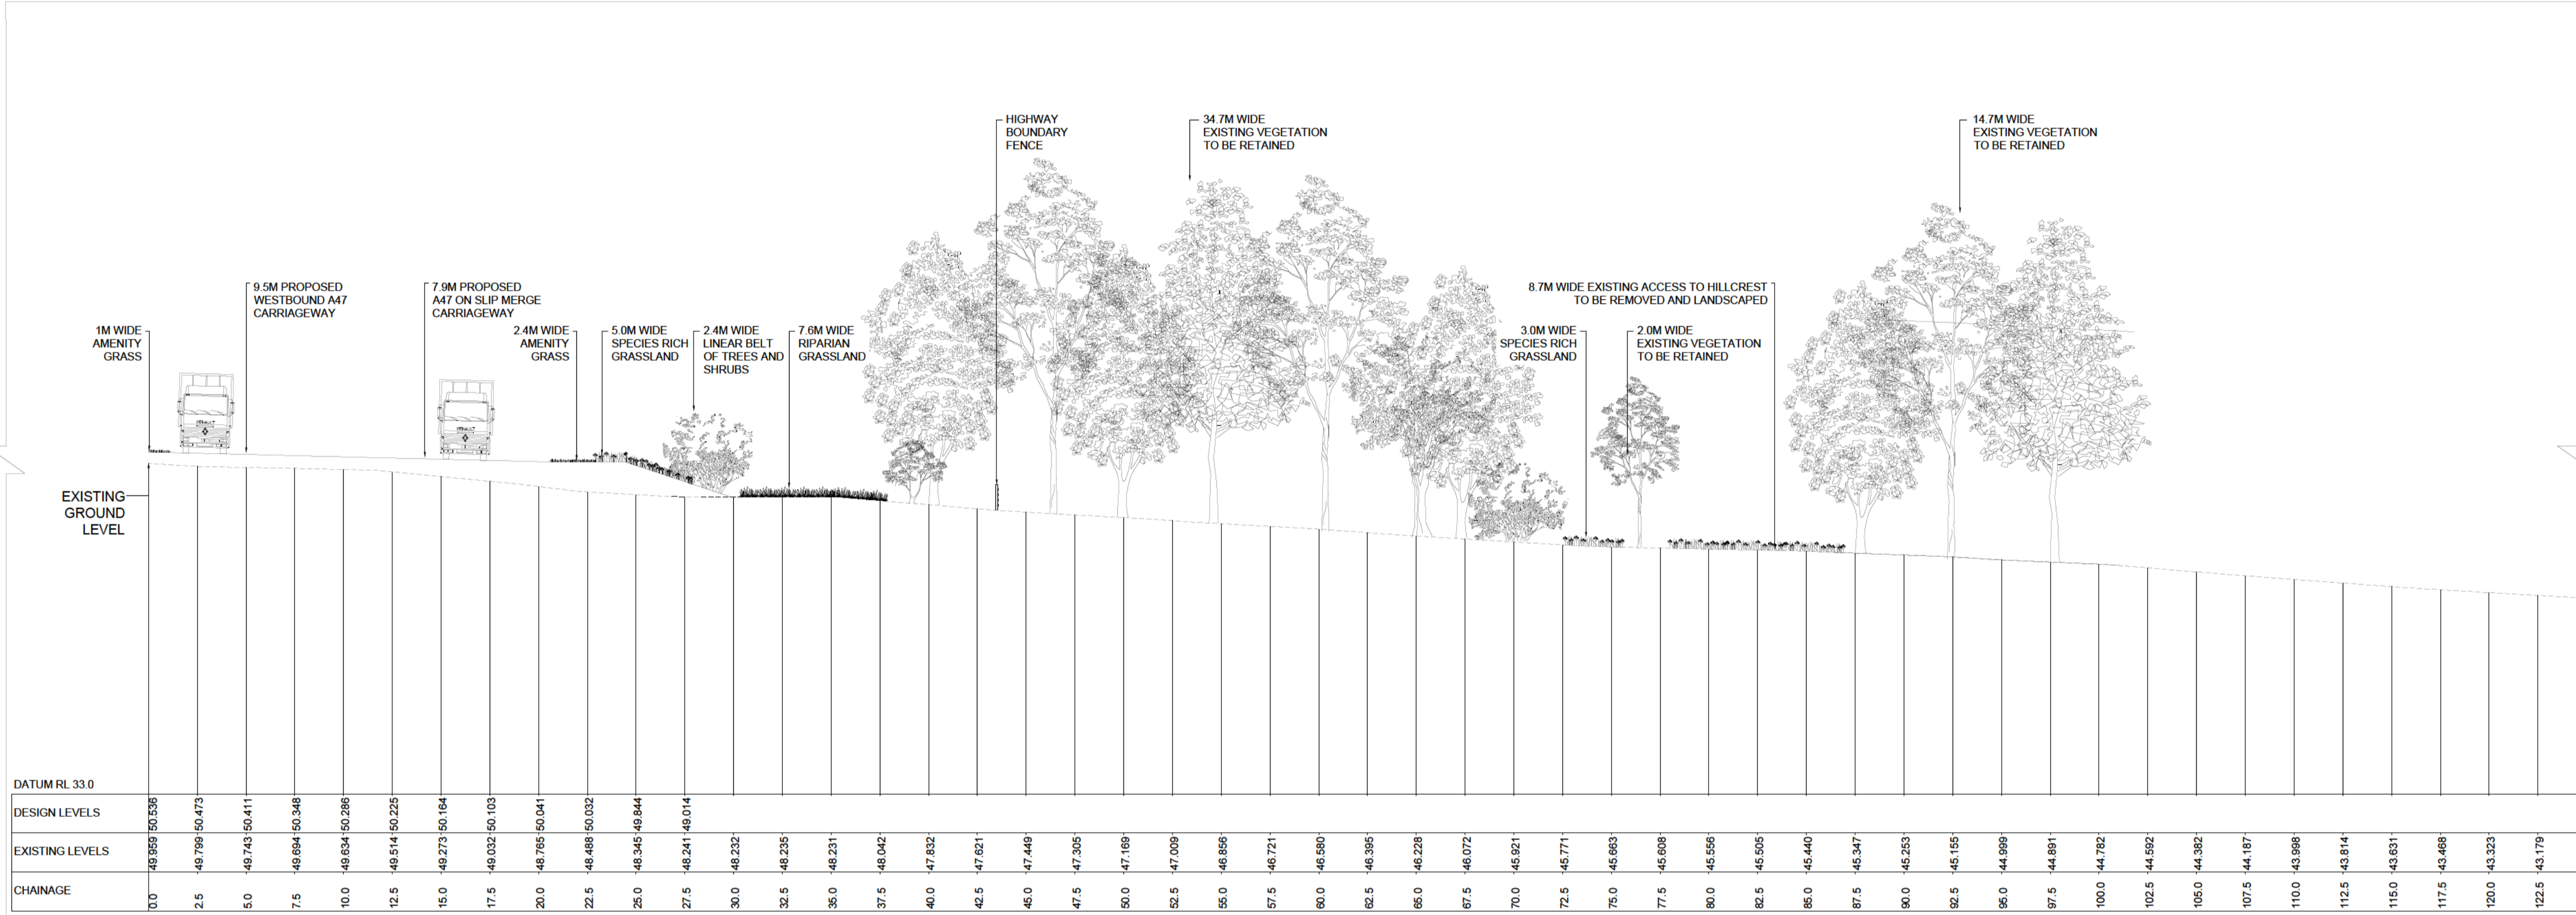 HIGHWAY
BOUNDARY
FENCE
34.7M WIDE
EXISTING VEGETATION
TO BE RETAINED
14.7M WIDE
EXISTING VEGETATION
TO BE RETAINED
9.5M PROPOSED
WESTBOUND A47
CARRIAGEWAY
7.9M PROPOSED
A47 ON SLIP MERGE
CARRIAGEWAY
8.7M WIDE EXISTING ACCESS TO HILLCREST
TO BE REMOVED AND LANDSCAPED
1M WIDE
AMENITY
GRASS
2.4M WIDE
AMENITY
GRASS
5.0M WIDE
SPECIES RICH
GRASSLAND
2.4M WIDE
LINEAR BELT
OF TREES AND
SHRUBS
7.6M WIDE
RIPARIAN
GRASSLAND
3.0M WIDE
SPECIES RICH
GRASSLAND
2.0M WIDE
EXISTING VEGETATION
TO BE RETAINED
EXISTING
GROUND
LEVEL
DATUM RL 33.0
DESIGN LEVELS 50.536 50.473 50.411 50.348 50.286 50.225 50.164 50.103 50.041 50.032 49.844 49.014
EXISTING LEVELS 49.959 49.799 49.743 49.694 49.634 49.514 49.273 49.032 48.765 48.488 48.345 48.241 48.232 48.235 48.231 48.042 47.832 47.621 47.449 47.305 47.169 47.009 46.856 46.721 46.580 46.395 46.228 46.072 45.921 45.771 45.663 45.608 45.556 45.505 45.440 45.347 45.253 45.155 44.999 44.891 44.782 44.592 44.382 44.187 43.998 43.814 43.631 43.468 43.323 43.179
CHAINAGE 0.0 2.5 5.0 7.5 10.0 12.5 15.0 17.5 20.0 22.5 25.0 27.5 30.0 32.5 35.0 37.5 40.0 42.5 45.0 47.5 50.0 52.5 55.0 57.5 60.0 62.5 65.0 67.5 70.0 72.5 75.0 77.5 80.0 82.5 85.0 87.5 90.0 92.5 95.0 97.5 100.0 102.5 105.0 107.5 110.0 112.5 115.0 117.5 120.0 122.5